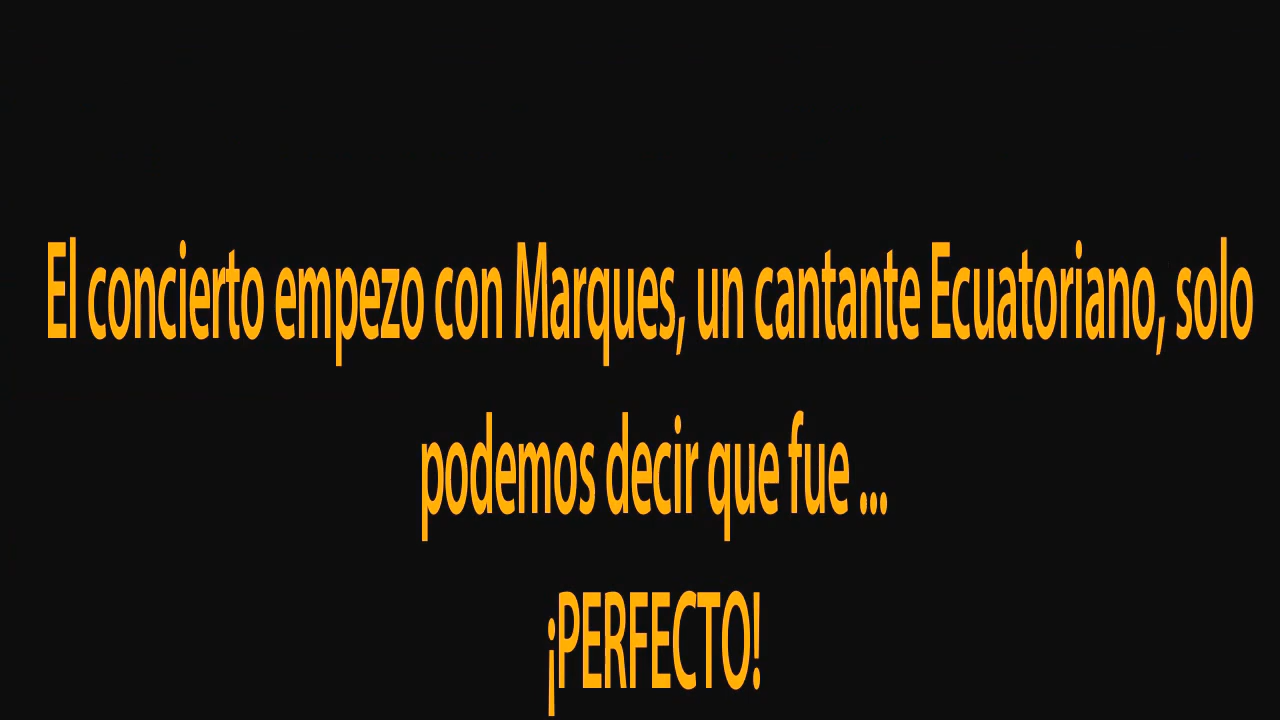 El concierto empezo con Marques, un cantante Ecuatoriano, solo
podemos decir que fue ...
¡PERFECTO!